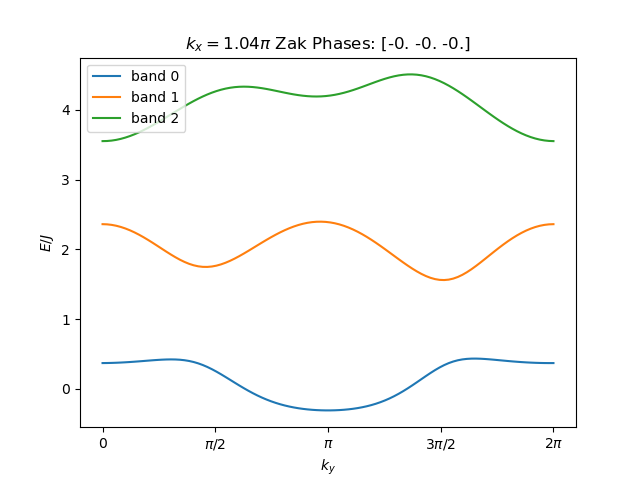 $k_x = 1.04\pi$ Zak Phases: [-0. -0. -0.]
band 0
band 1
band 2
4
3
2
1
0
E/J
0
π/2
π
3π/2
2π
$k_y$